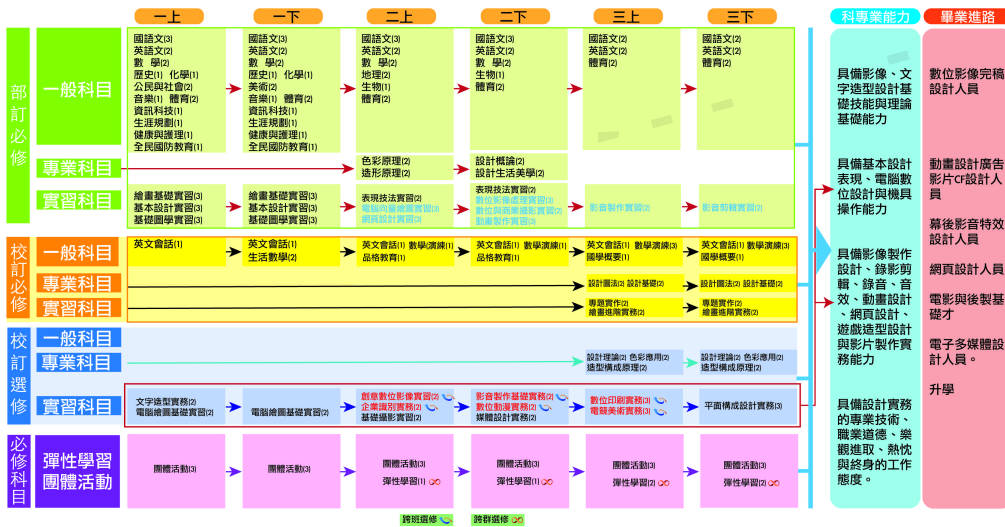 一上
一下
二上
二下
三上
三下
科專業能力
畢業進路
部訂必修
一般科目
國語文(3)
英語文(2)
數 學(2)
歷史(1) 化學(1)
公民與社會(2)
音樂(1) 體育(2)
資訊科技(1)
生涯規劃(1)
健康與護理(1)
全民國防教育(1)
國語文(3)
英語文(2)
數 學(2)
歷史(1) 化學(1)
美術(2)
音樂(1) 體育(2)
資訊科技(1)
生涯規劃(1)
健康與護理(1)
全民國防教育(1)
國語文(3)
英語文(2)
數 學(2)
地理(2)
生物(1)
體育(2)
國語文(3)
英語文(2)
數 學(2)
生物(1)
體育(2)
國語文(2)
英語文(2)
體育(2)
國語文(2)
英語文(2)
體育(2)
專業科目
色彩原理(2)
造形原理(2)
設計概論(2)
設計生活美學(2)
實習科目
繪畫基礎實習(3)
基本設計實習(3)
基礎圖學實習(3)
繪畫基礎實習(3)
基本設計實習(3)
基礎圖學實習(3)
表現技法實習(2)
電腦向量繪圖實習(3)
網頁設計實習(3)
表現技法實習(2)
數位影像處理實習(3)
數位與商業攝影實習(2)
動畫製作實習(3)
影音製作實習(2)
影音剪輯實習(2)
校訂必修
一般科目
英文會話(1)
英文會話(1)
生活數學(2)
英文會話(1) 數學演練(1)
品格教育(1)
英文會話(1) 數學演練(1)
品格教育(1)
英文會話(1) 數學演練(3)
國學概要(1)
英文會話(1) 數學演練(3)
國學概要(1)
專業科目
設計圖法(2) 設計基礎(2)
設計圖法(2) 設計基礎(2)
實習科目
專題實作(2)
繪畫進階實務(2)
專題實作(2)
繪畫進階實務(2)
校訂選修
一般科目
專業科目
設計理論(2) 色彩應用(2)
造型構成原理(2)
設計理論(2) 色彩應用(2)
造型構成原理(2)
實習科目
文字造型實務(2)
電腦繪圖基礎實習(2)
電腦繪圖基礎實習(2)
創意數位影像實習(2)
企業識別實務(2)
基礎攝影實習(2)
影音製作基礎實務(2)
數位動漫實務(2)
媒體設計實務(2)
數位印刷實務(3)
電競美術實務(3)
平面構成設計實務(3)
必修科目
彈性學習
團體活動
團體活動(3)
團體活動(3)
團體活動(3)
彈性學習(1)
團體活動(3)
彈性學習(1)
團體活動(3)
彈性學習(2)
團體活動(3)
彈性學習(2)
具備影像、文
字造型設計基
礎技能與理論
基礎能力
具備基本設計
表現、電腦數
位設計與機具
操作能力
具備影像製作
設計、錄影剪
輯、錄音、音
效、動畫設計
、網頁設計、
遊戲造型設計
與影片製作實
務能力
具備設計實務
的專業技術、
職業道德、樂
觀進取、熱忱
與終身的工作
態度。
數位影像完稿
設計人員
動畫設計廣告
影片CF設計人
員
幕後影音特效
設計人員
網頁設計人員
電影與後製基
礎才
電子多媒體設
計人員。
升學
跨班選修
跨群選修